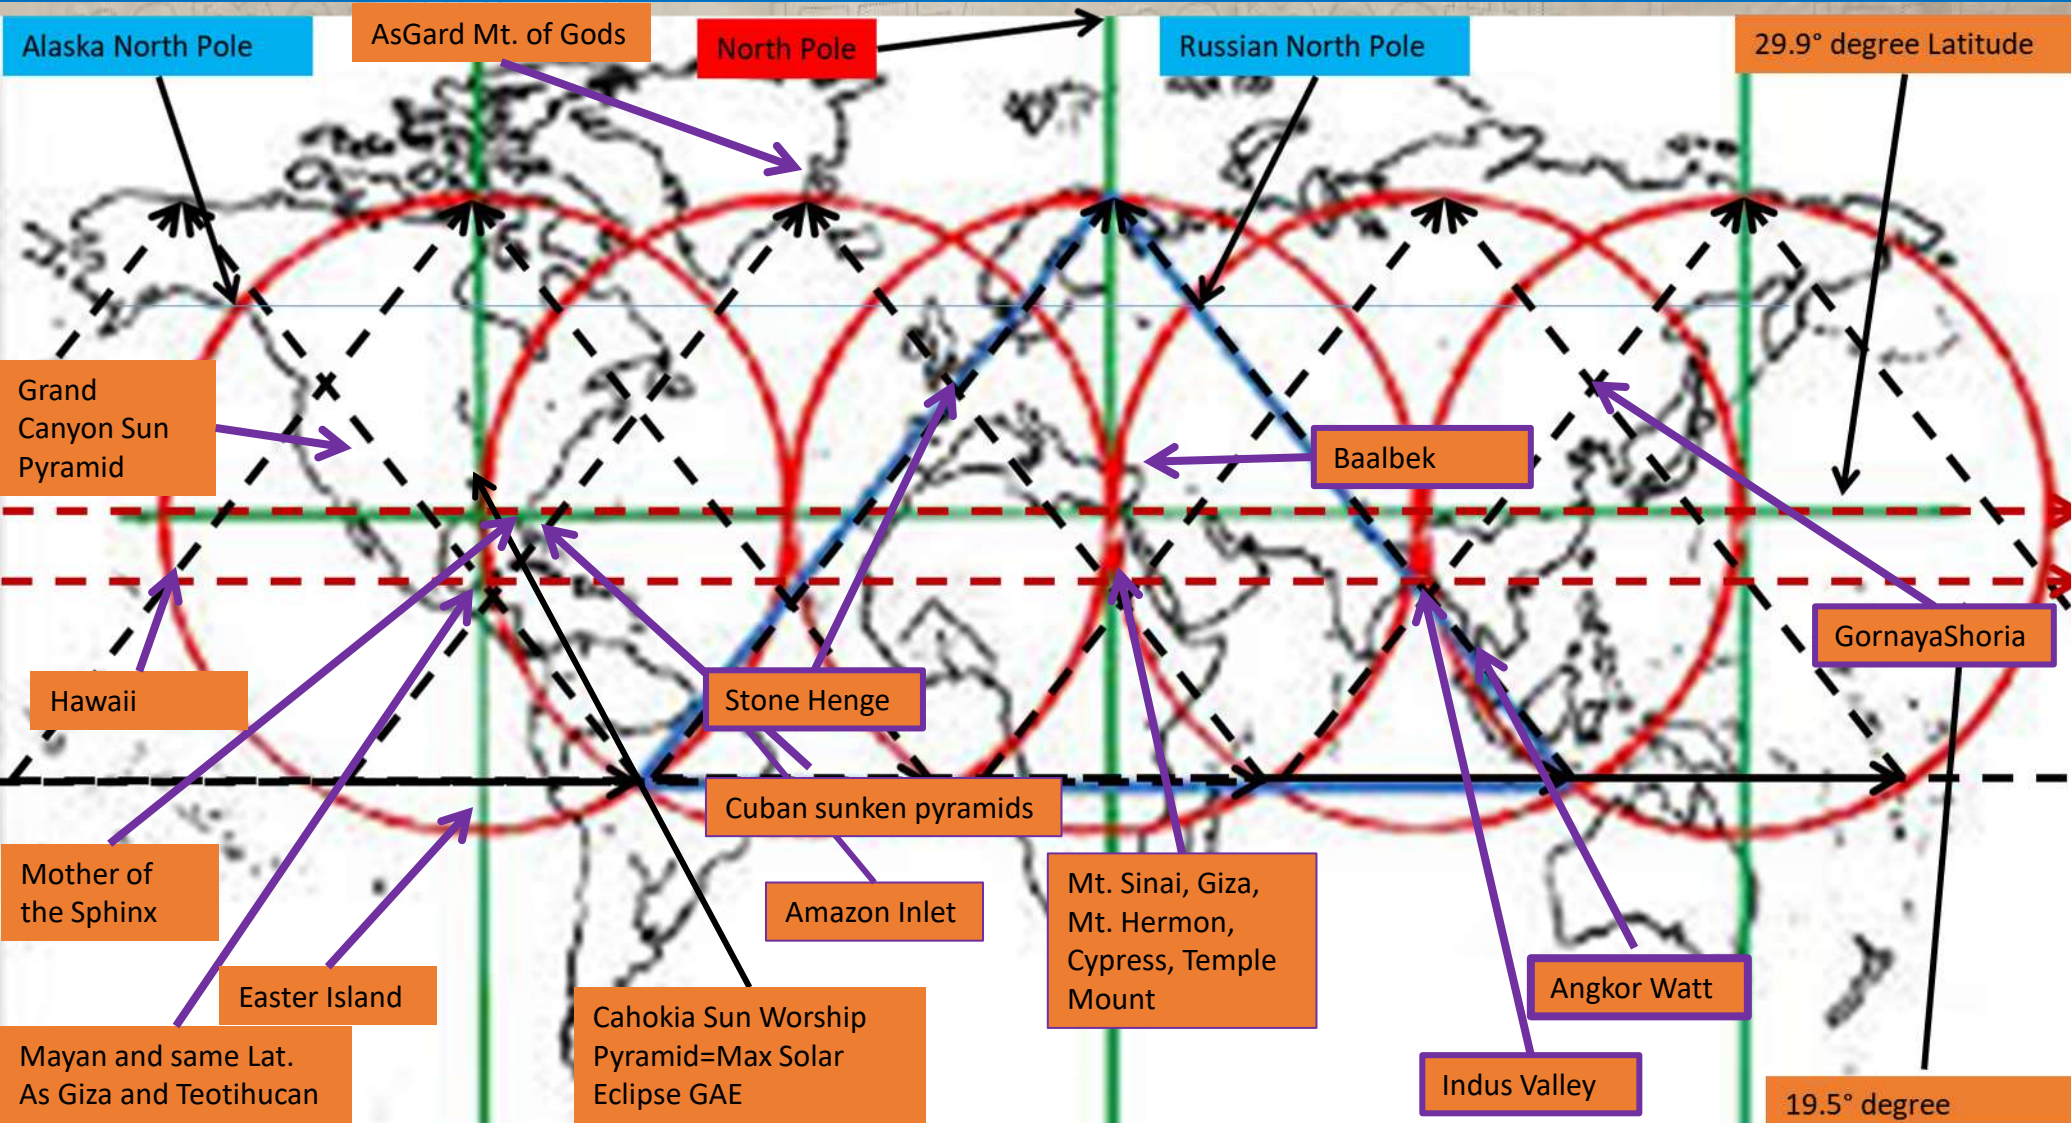 Alaska North Pole
AsGard Mt. of Gods
North Pole
Russian North Pole
29.9° degree Latitude
Grand
Canyon Sun
Pyramid
Baalbek
GornayaShoria
Hawaii
Stone Henge
Cuban sunken pyramids
Mother of
the Sphinx
Amazon Inlet
Mt. Sinai, Giza,
Mt. Hermon,
Cypress, Temple
Mount
Easter Island
Angkor Watt
Cahokia Sun Worship
Pyramid=Max Solar
Eclipse GAE
Mayan and same Lat.
As Giza and Teotihucan
Indus Valley
19.5° degree